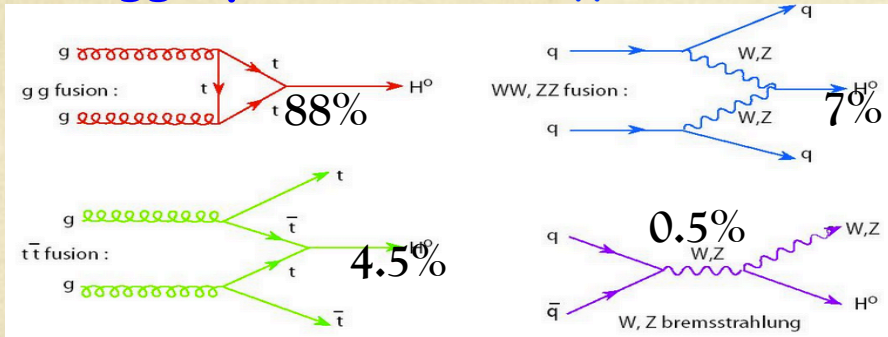 g
t
g g fusion :
t
H⁰
g
t
88%
q
q
W,Z
WW, ZZ fusion :
H⁰
7%
W,Z
q
q
t
g
t̅
t t̅ fusion :
H⁰
4.5%
t
g
t̅
0.5%
q
W,Z
W,Z
q̅
H⁰
W, Z bremsstrahlung